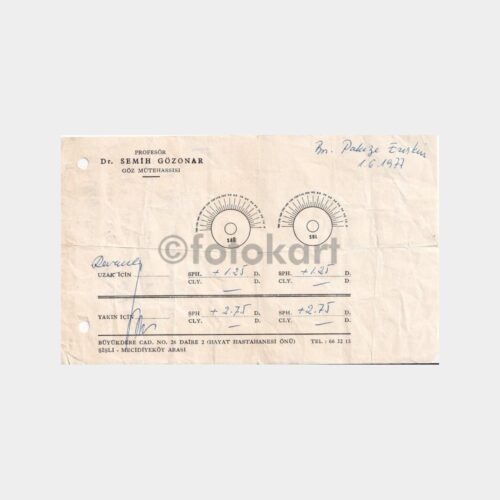 PROFESÖR
Dr. SEMİH GÖZONAR
GÖZ MÜTEHASSISI
Bn. Pakize
1.6.1977
SAĞ
SOL
©fotokart
UZAK İÇİN SPH. +1.25 D. SPH. +1.25 D.
CLY. — D. CLY. — D.
YAKIN İÇİN SPH. +2.75 D. SPH. +2.75 D.
CLY. — D. CLY. — D.
BÜYÜKDERE CAD. NO. 26 DAİRE 2 (HAYAT HASTAHANESİ ÖNÜ) TEL : 66 32 15
ŞİŞLİ - MECİDİYEKÖY ARASI